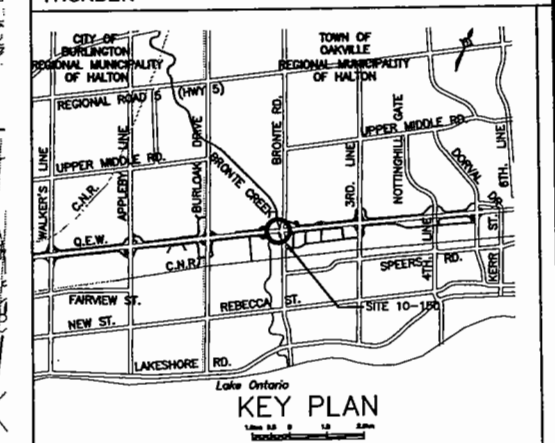 CITY OF
BURLINGTON
REGIONAL MUNICIPALITY
OF HALTON
TOWN OF
OAKVILLE
REGIONAL MUNICIPALITY
OF HALTON
REGIONAL ROAD 5 (HWY 5)
UPPER MIDDLE RD.
UPPER MIDDLE RD.
WALKER'S LINE
C.N.R.
APPLEBY LINE
BURLOAK DRIVE
BRONTE CREEK
BRONTE RD.
3RD. LINE
NOTTINGHILL GATE
DORVAL DR.
6TH. LINE
Q.E.W.
C.N.R.
4TH. LINE
SPEERS RD.
KERR ST.
FAIRVIEW ST.
REBECCA ST.
NEW ST.
LAKESHORE RD.
Lake Ontario
KEY PLAN